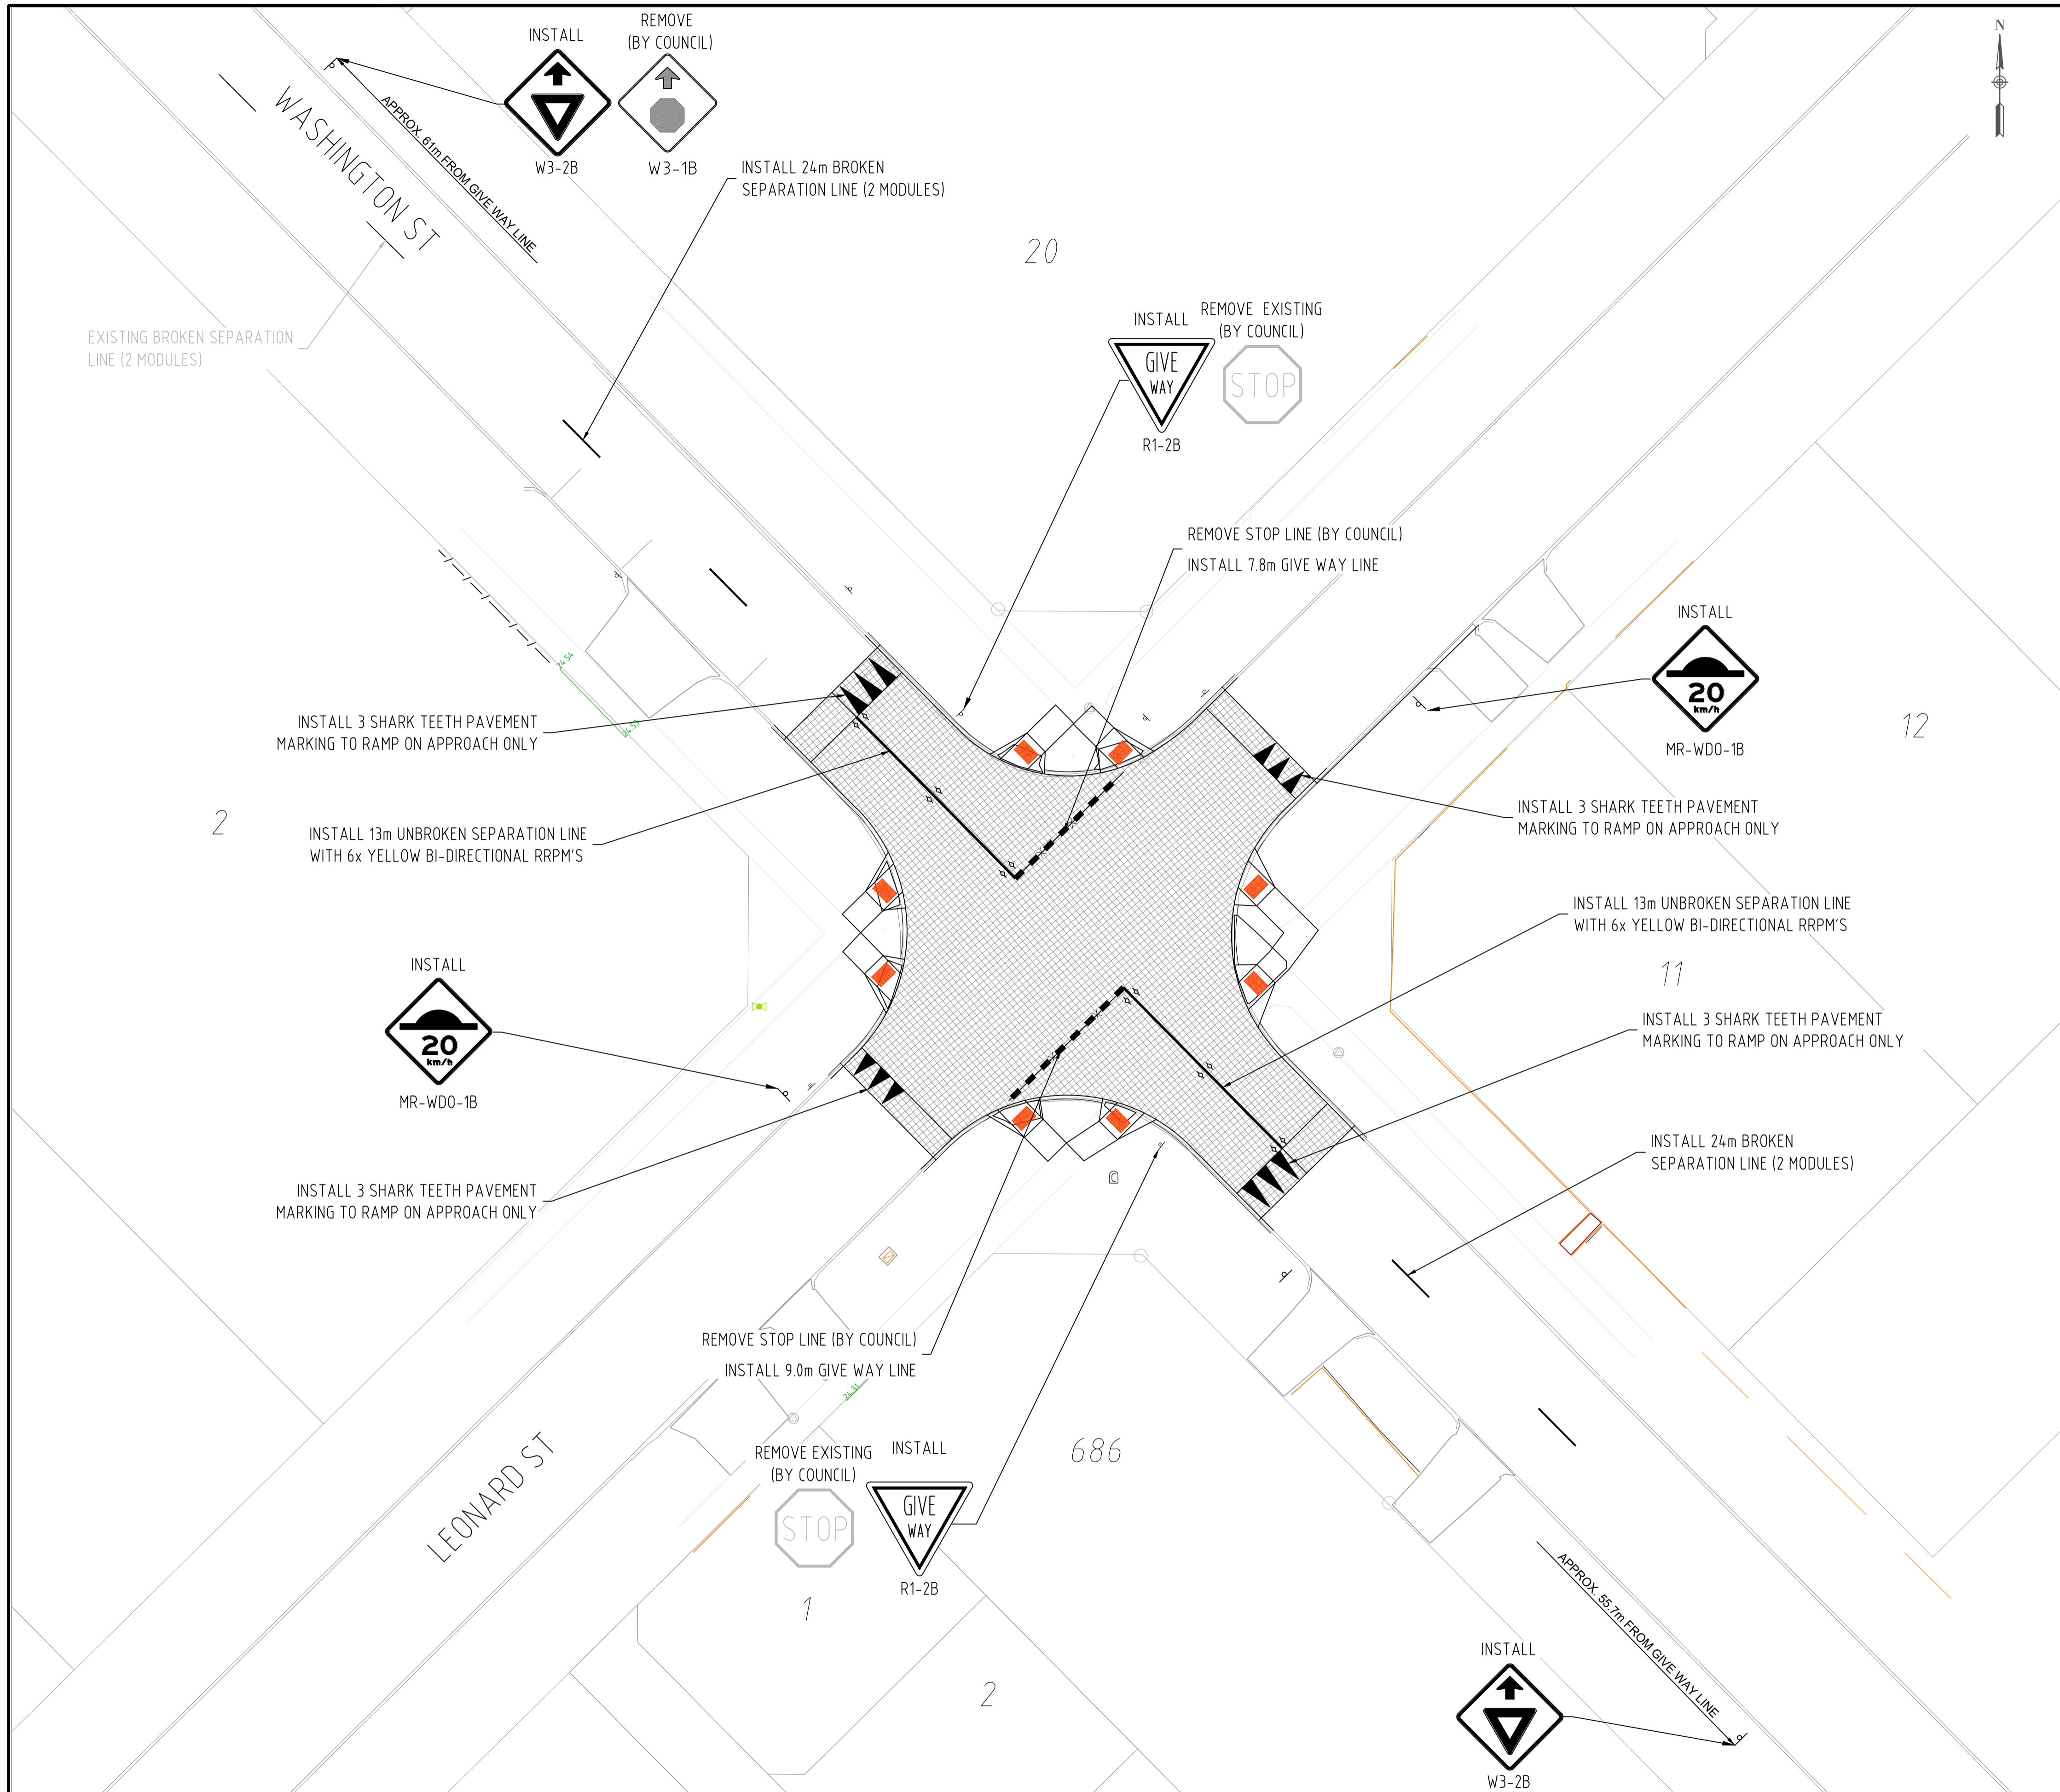 N
INSTALL
REMOVE
(BY COUNCIL)
W3-2B
W3-1B
WASHINGTON ST
APPROX. 61m FROM GIVE WAY LINE
INSTALL 24m BROKEN
SEPARATION LINE (2 MODULES)
20
EXISTING BROKEN SEPARATION
LINE (2 MODULES)
INSTALL
REMOVE EXISTING
(BY COUNCIL)
GIVE
WAY
STOP
R1-2B
REMOVE STOP LINE (BY COUNCIL)
INSTALL 7.8m GIVE WAY LINE
INSTALL
20
km/h
MR-WDO-1B
24.54
24.53
12
INSTALL 3 SHARK TEETH PAVEMENT
MARKING TO RAMP ON APPROACH ONLY
INSTALL 3 SHARK TEETH PAVEMENT
MARKING TO RAMP ON APPROACH ONLY
2
INSTALL 13m UNBROKEN SEPARATION LINE
WITH 6x YELLOW BI-DIRECTIONAL RRPM'S
INSTALL 13m UNBROKEN SEPARATION LINE
WITH 6x YELLOW BI-DIRECTIONAL RRPM'S
11
INSTALL
20
km/h
MR-WDO-1B
INSTALL 3 SHARK TEETH PAVEMENT
MARKING TO RAMP ON APPROACH ONLY
INSTALL 24m BROKEN
SEPARATION LINE (2 MODULES)
INSTALL 3 SHARK TEETH PAVEMENT
MARKING TO RAMP ON APPROACH ONLY
REMOVE STOP LINE (BY COUNCIL)
INSTALL 9.0m GIVE WAY LINE
24.31
LEONARD ST
REMOVE EXISTING
(BY COUNCIL)
INSTALL
STOP
GIVE
WAY
R1-2B
686
1
2
APPROX. 55.7m FROM GIVE WAY LINE
INSTALL
W3-2B